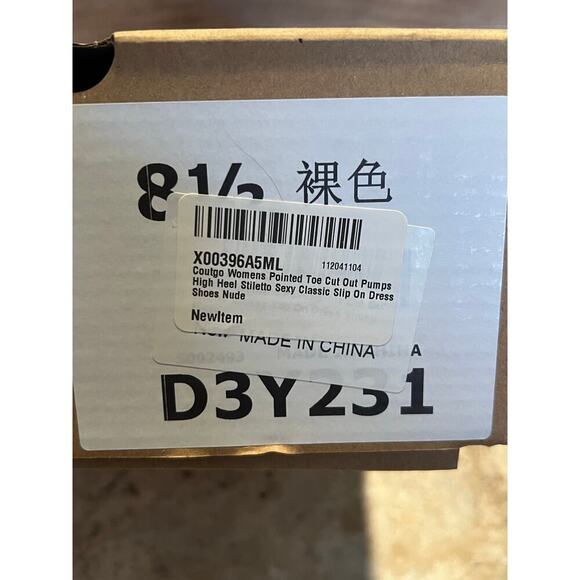 8½ 裸色
X00396A5ML 112041104
Coutgo Womens Pointed Toe Cut Out Pumps
High Heel Stiletto Sexy Classic Slip On Dress
Shoes Nude
NewItem
MADE IN CHINA
D3Y231